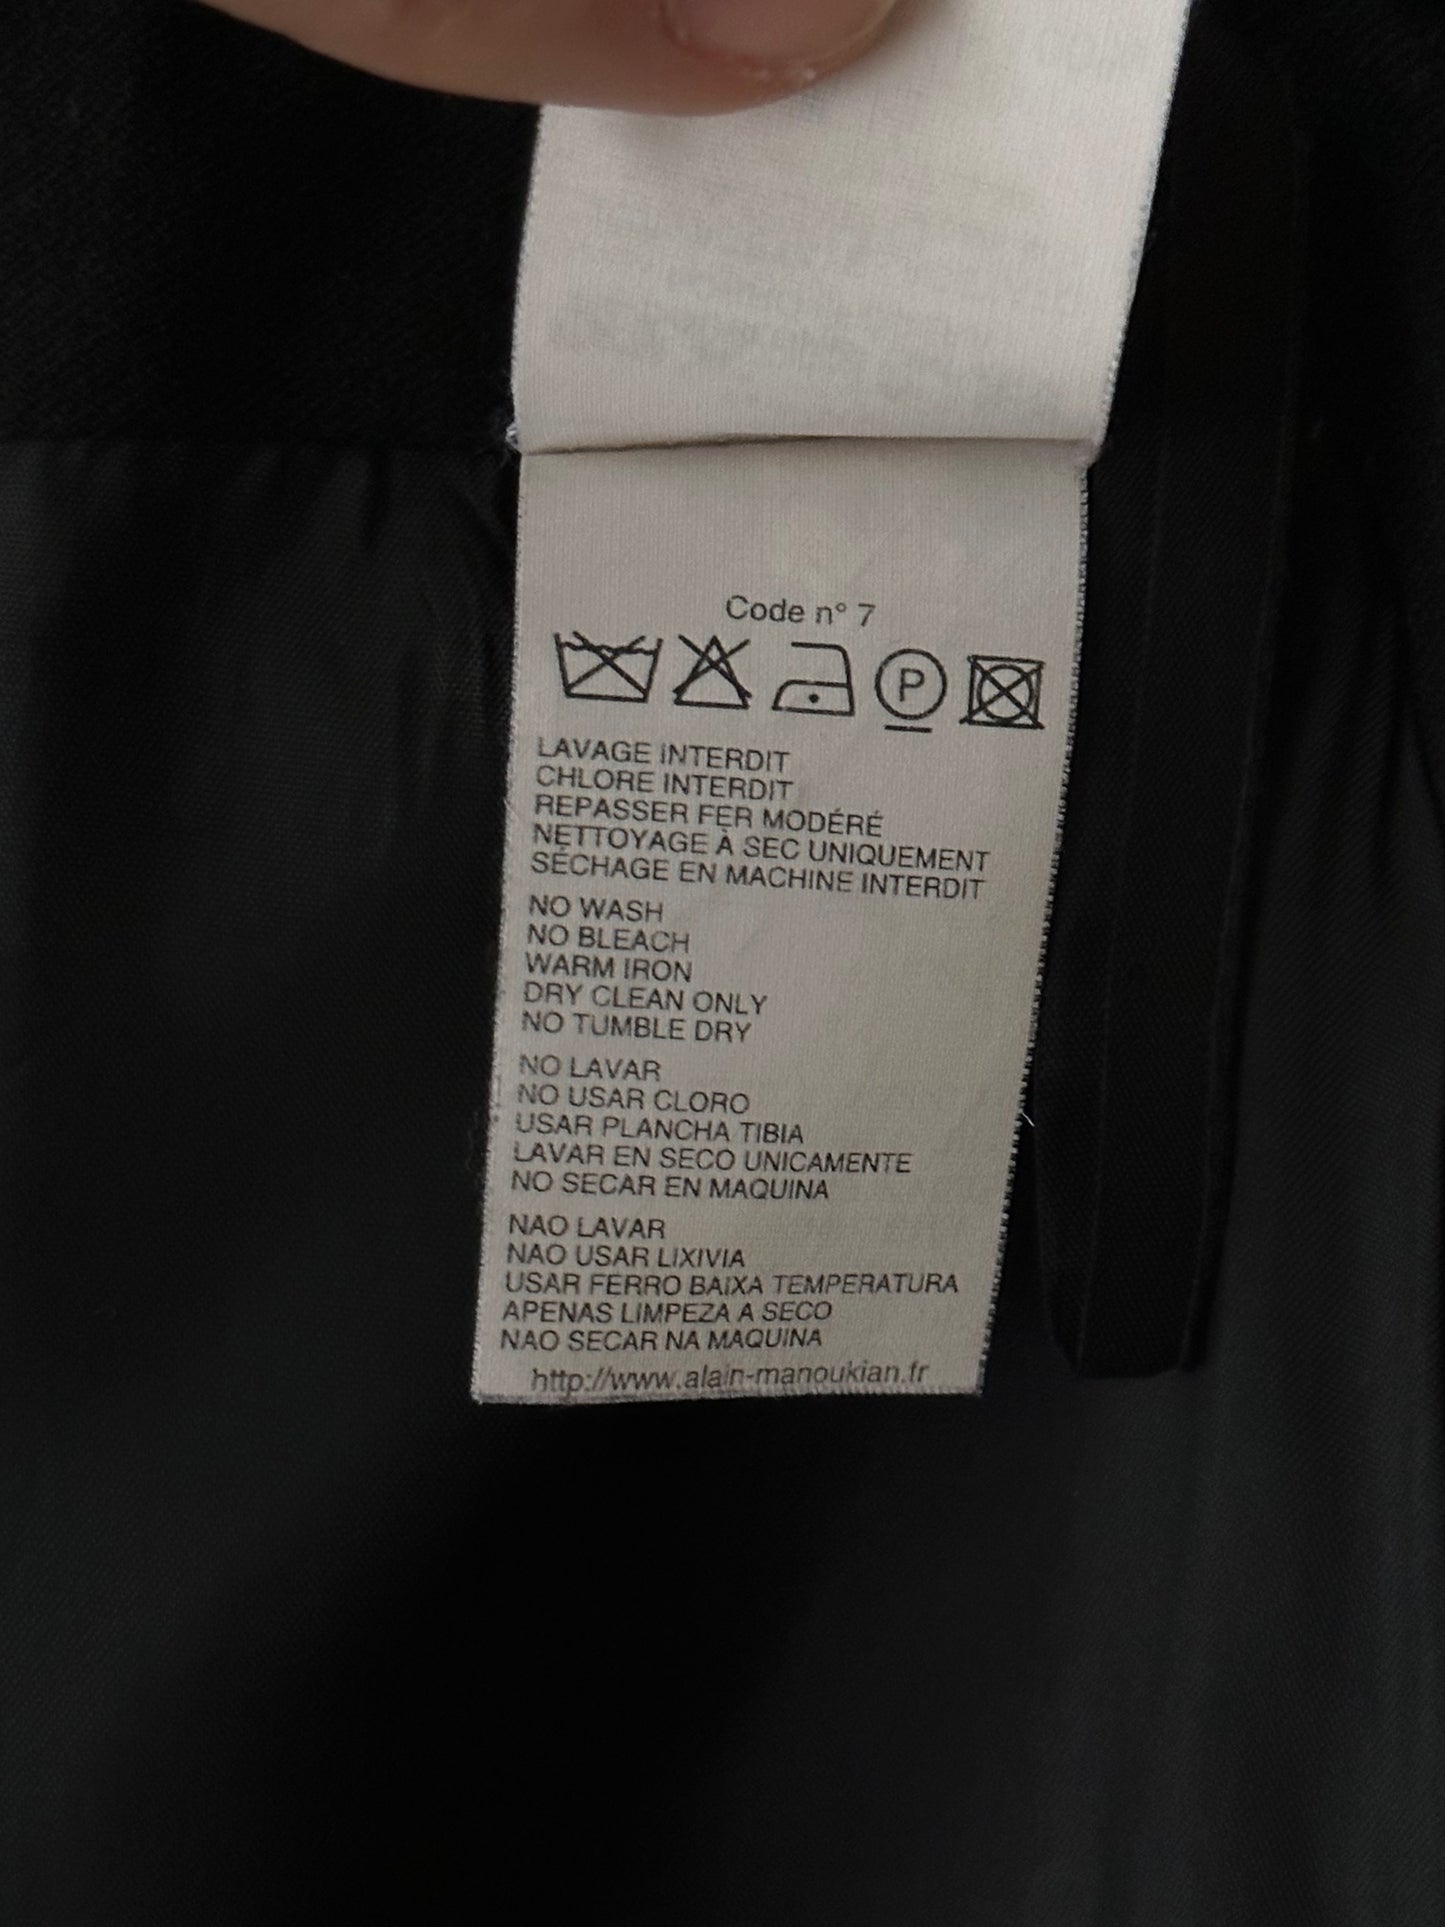 Code n° 7
P
LAVAGE INTERDIT
CHLORE INTERDIT
REPASSER FER MODÉRÉ
NETTOYAGE À SEC UNIQUEMENT
SÉCHAGE EN MACHINE INTERDIT
NO WASH
NO BLEACH
WARM IRON
DRY CLEAN ONLY
NO TUMBLE DRY
NO LAVAR
NO USAR CLORO
USAR PLANCHA TIBIA
LAVAR EN SECO UNICAMENTE
NO SECAR EN MAQUINA
NAO LAVAR
NAO USAR LIXIVIA
USAR FERRO BAIXA TEMPERATURA
APENAS LIMPEZA A SECO
NAO SECAR NA MAQUINA
http://www.alain-manoukian.fr